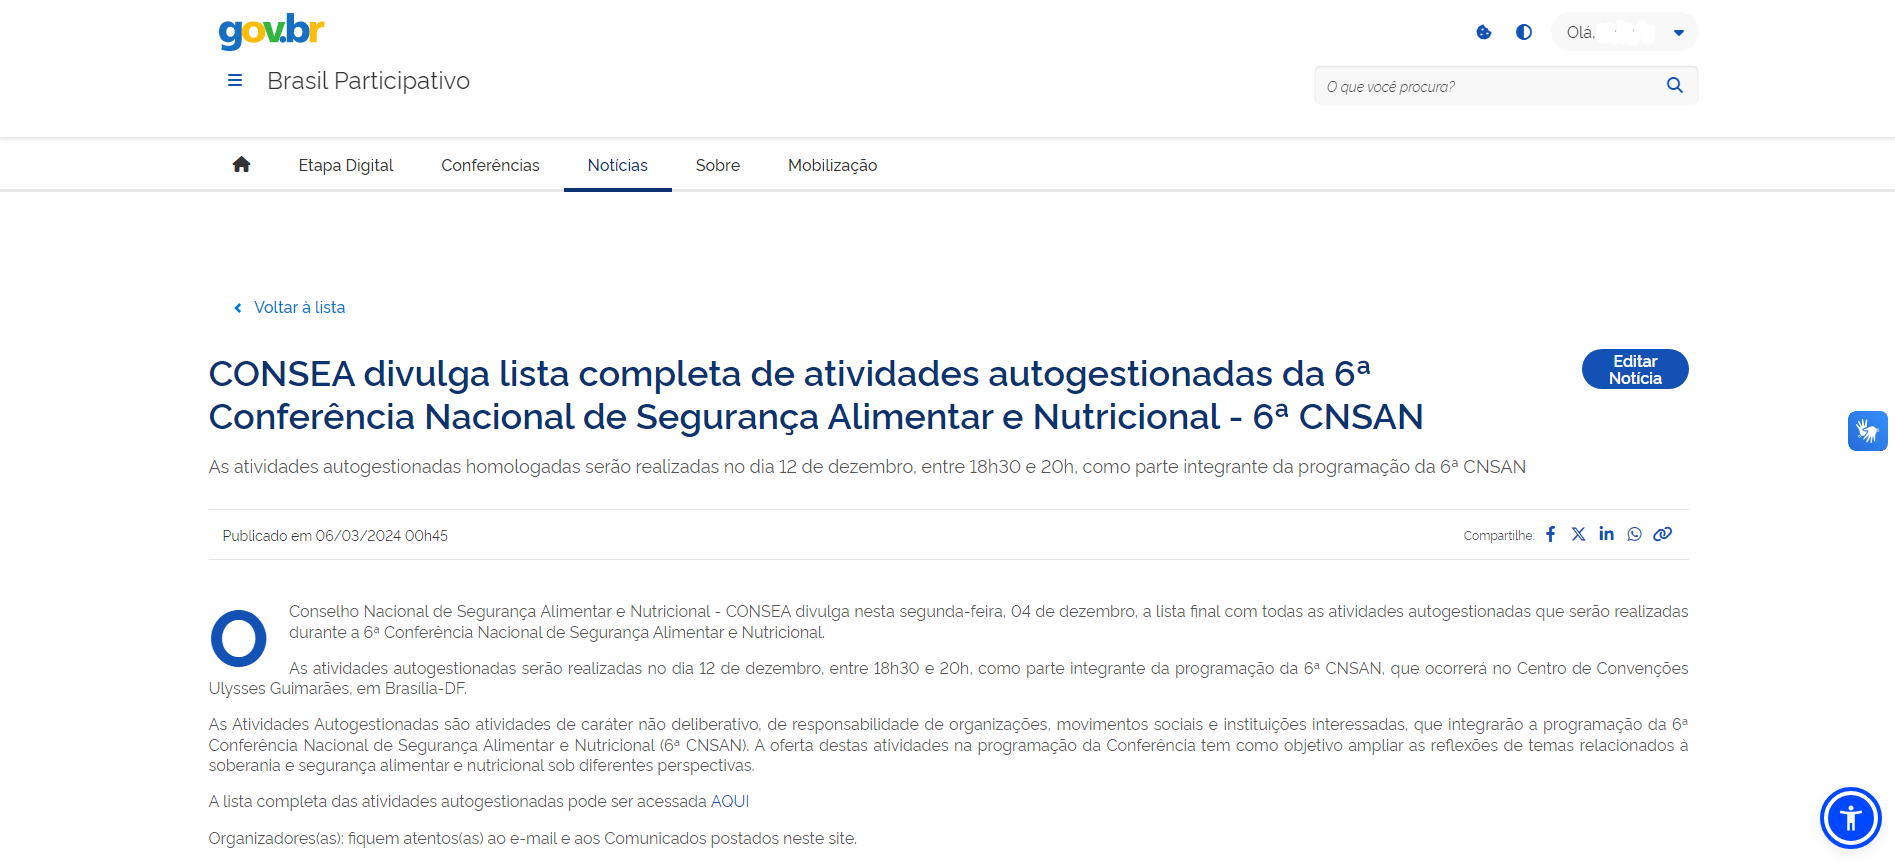 gov.br
Olá,
Brasil Participativo
O que você procura?
Etapa Digital
Conferências
Notícias
Sobre
Mobilização
Voltar à lista
CONSEA divulga lista completa de atividades autogestionadas da 6ª
Conferência Nacional de Segurança Alimentar e Nutricional - 6ª CNSAN
Editar
Notícia
As atividades autogestionadas homologadas serão realizadas no dia 12 de dezembro, entre 18h30 e 20h, como parte integrante da programação da 6ª CNSAN
Publicado em 06/03/2024 00h45
Compartilhe:
O Conselho Nacional de Segurança Alimentar e Nutricional - CONSEA divulga nesta segunda-feira, 04 de dezembro, a lista final com todas as atividades autogestionadas que serão realizadas
durante a 6ª Conferência Nacional de Segurança Alimentar e Nutricional.
As atividades autogestionadas serão realizadas no dia 12 de dezembro, entre 18h30 e 20h, como parte integrante da programação da 6ª CNSAN, que ocorrerá no Centro de Convenções
Ulysses Guimarães, em Brasília-DF.
As Atividades Autogestionadas são atividades de caráter não deliberativo, de responsabilidade de organizações, movimentos sociais e instituições interessadas, que integrarão a programação da 6ª
Conferência Nacional de Segurança Alimentar e Nutricional (6ª CNSAN). A oferta destas atividades na programação da Conferência tem como objetivo ampliar as reflexões de temas relacionados à
soberania e segurança alimentar e nutricional sob diferentes perspectivas.
A lista completa das atividades autogestionadas pode ser acessada AQUI
Organizadores(as): fiquem atentos(as) ao e-mail e aos Comunicados postados neste site.